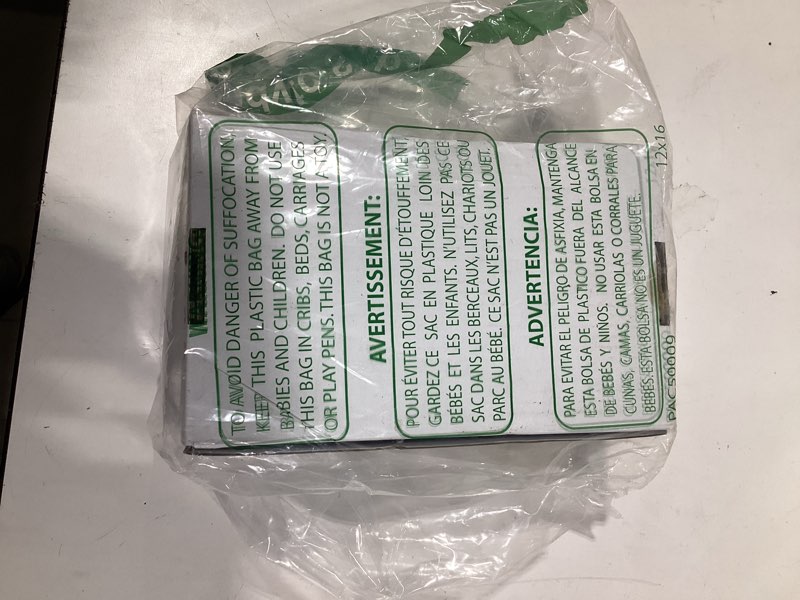 TO AVOID DANGER OF SUFFOCATION,
KEEP THIS PLASTIC BAG AWAY FROM
BABIES AND CHILDREN. DO NOT USE
THIS BAG IN CRIBS, BEDS, CARRIAGES
OR PLAY PENS. THIS BAG IS NOT A TOY.
AVERTISSEMENT:
POUR ÉVITER TOUT RISQUE D'ÉTOUFFEMENT,
GARDEZ CE SAC EN PLASTIQUE LOIN DES
BÉBÉS ET LES ENFANTS. N'UTILISEZ PAS CE
SAC DANS LES BERCEAUX, LITS, CHARIOTS OU
PARC AU BÉBÉ. CE SAC N'EST PAS UN JOUET.
ADVERTENCIA:
PARA EVITAR EL PELIGRO DE ASFIXIA, MANTENGA
ESTA BOLSA DE PLASTICO FUERA DEL ALCANCE
DE BEBES Y NIÑOS. NO USAR ESTA BOLSA EN
CUNAS, CAMAS, CARRIOLAS O CORRALES PARA
BEBES. ESTA BOLSA NO ES UN JUGUETE.
PAC 59909
12x16